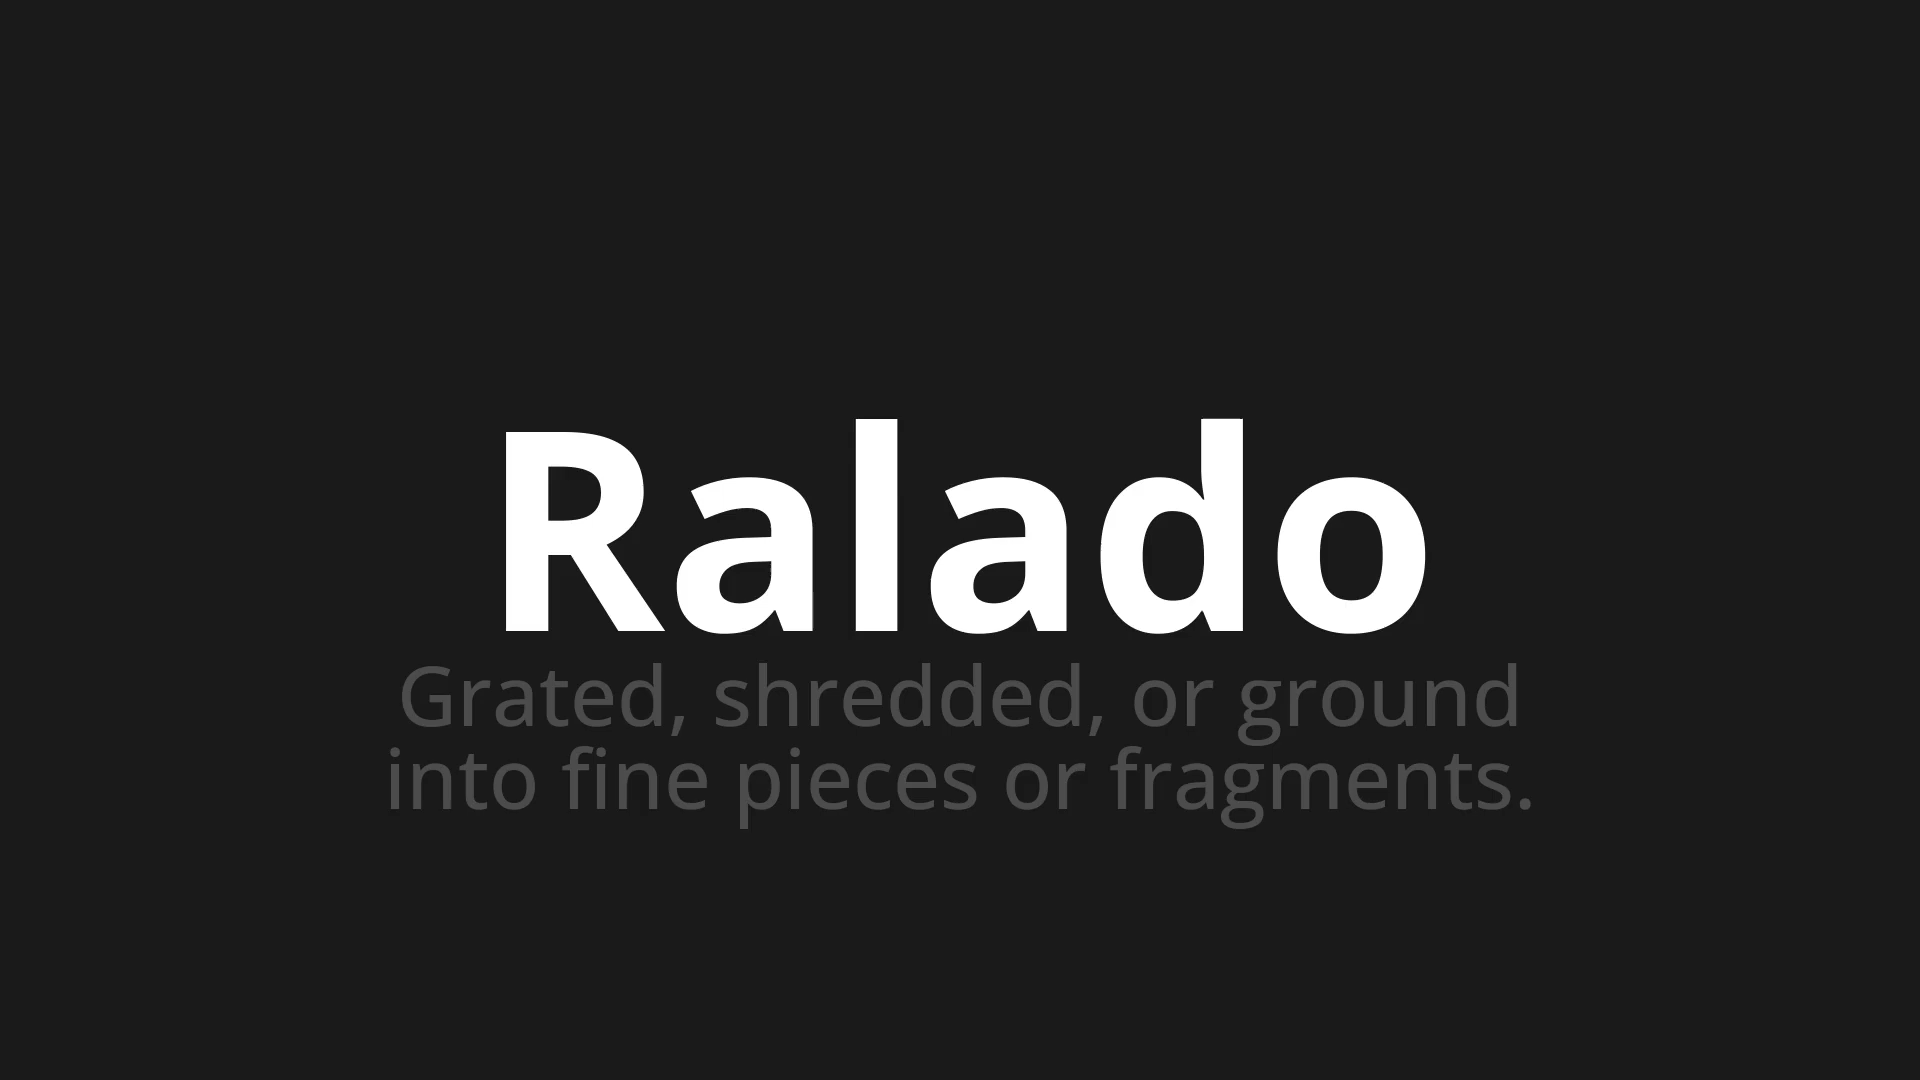 Ralado
Grated, shredded, or ground
into fine pieces or fragments.